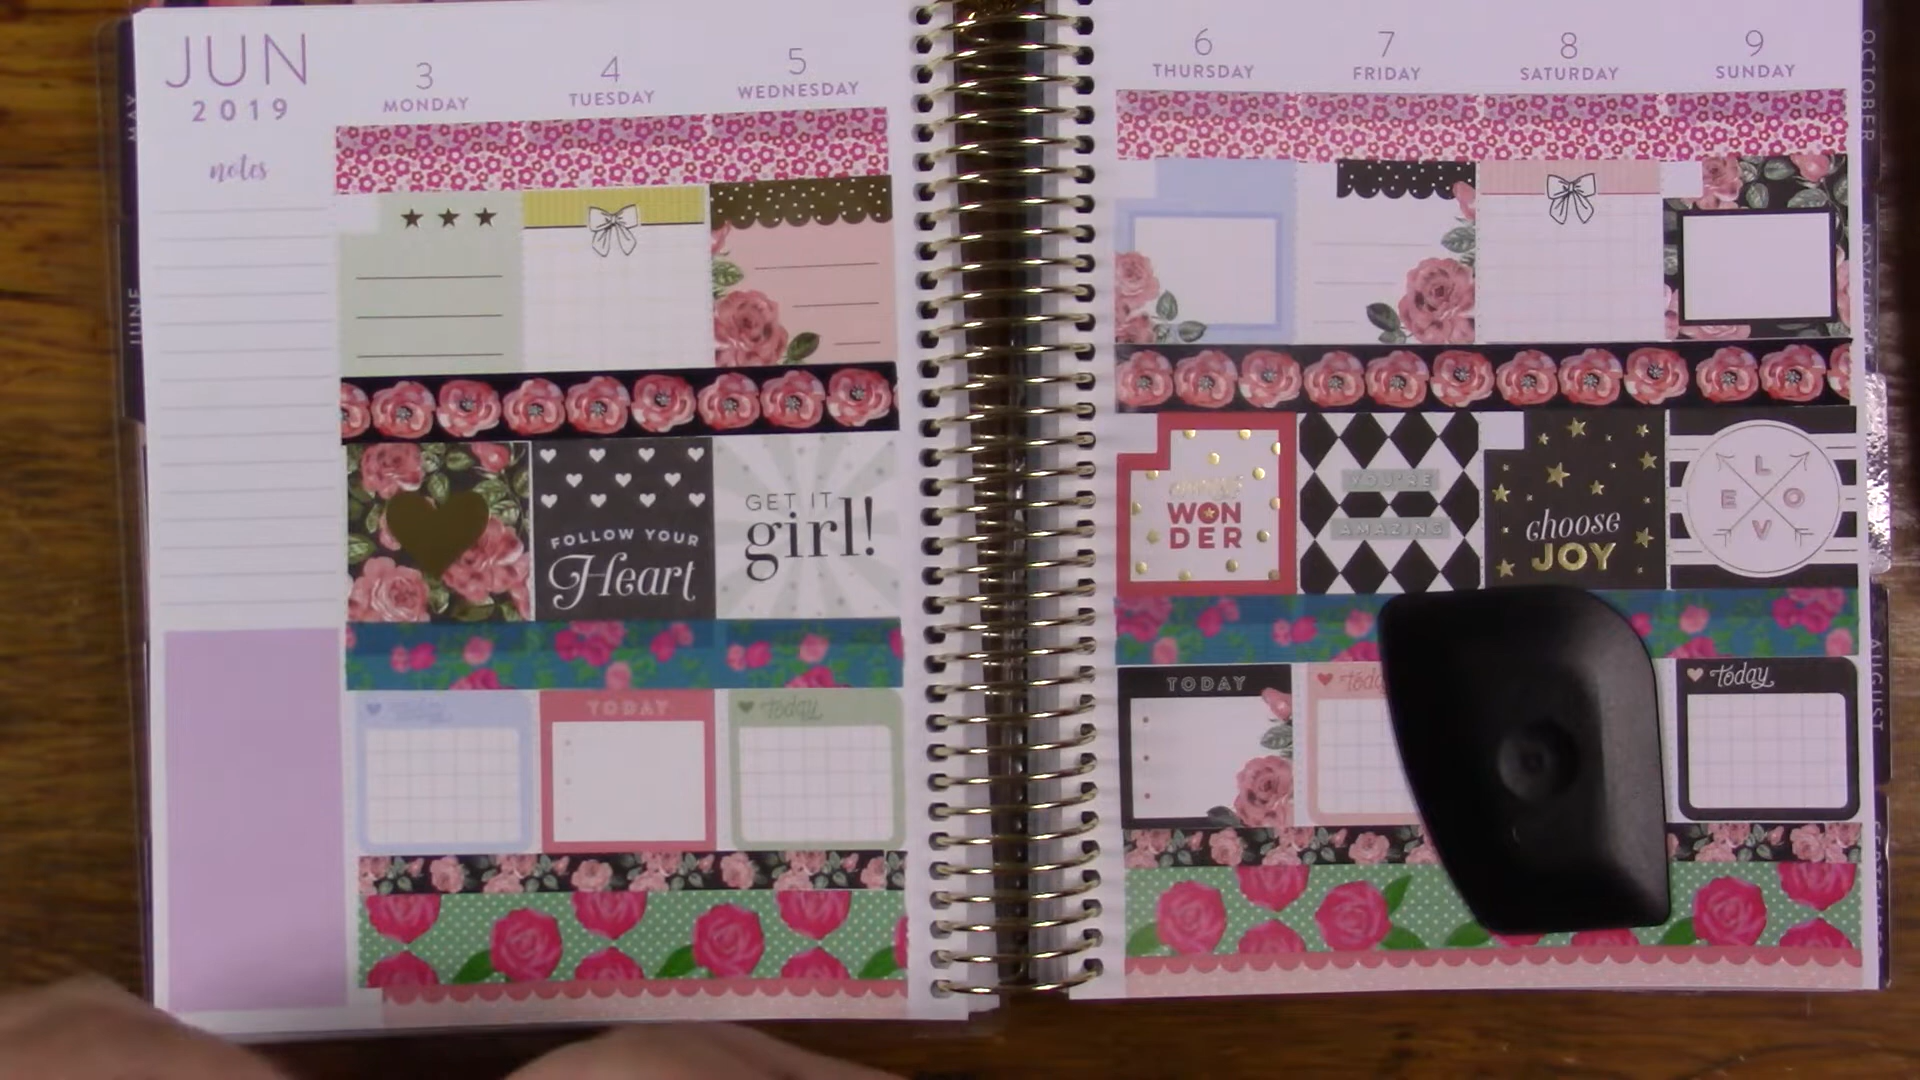 JUN
2019
notes
3
MONDAY
4
TUESDAY
5
WEDNESDAY
6
THURSDAY
7
FRIDAY
8
SATURDAY
9
SUNDAY
MAY
JUNE
OCTOBER
NOVEMBER
AUGUST
FOLLOW YOUR
Heart
GET IT
girl!
WON
DER
YOU'RE
AMAZING
choose
JOY
L
E O
V
TODAY
today
TODAY
today
today